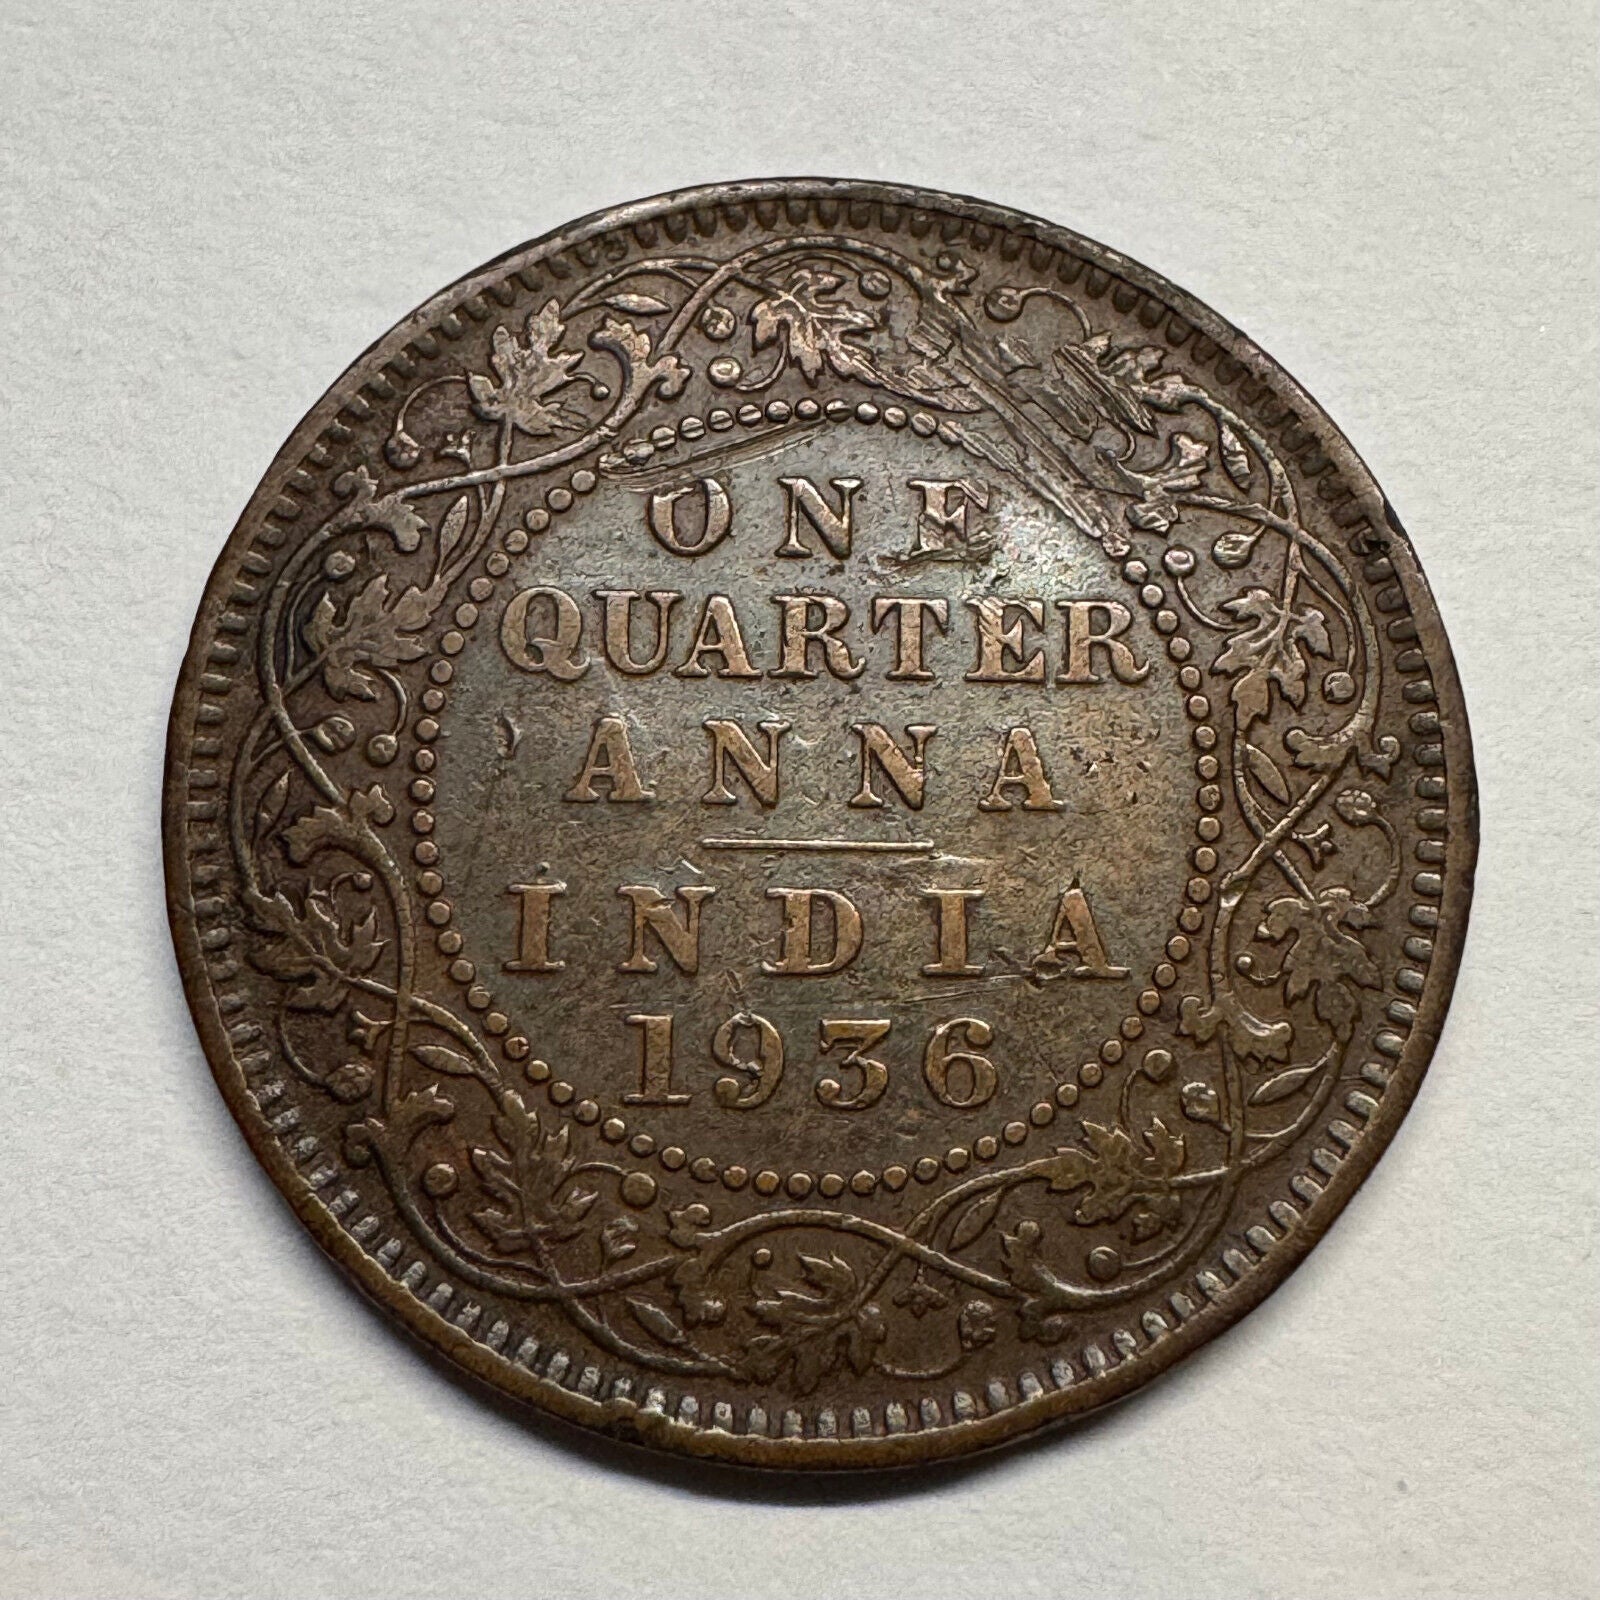 ONE
QUARTER
ANNA
INDIA
1936